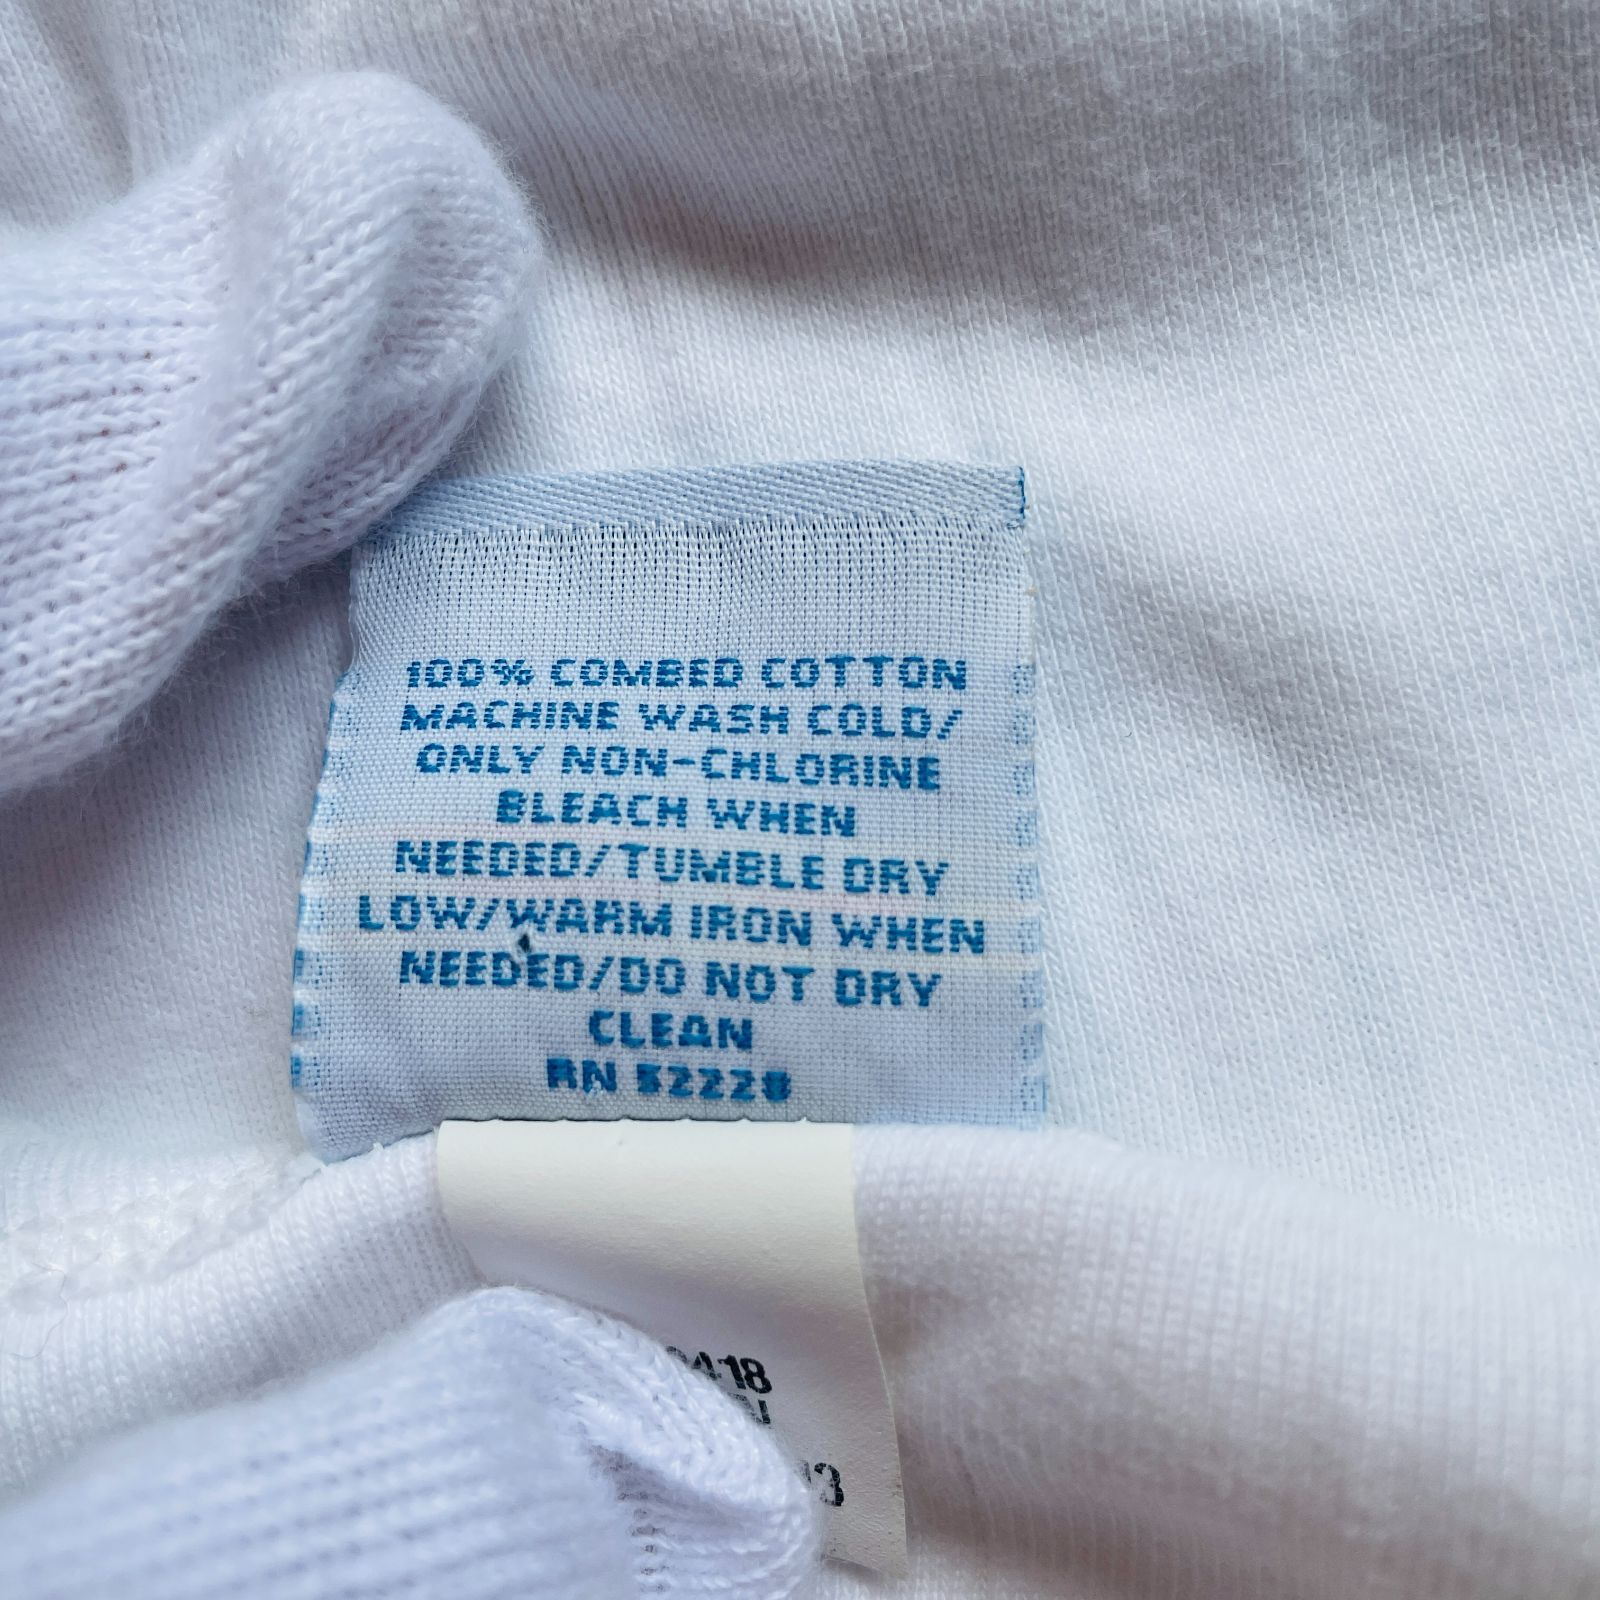 100% COMBED COTTON
MACHINE WASH COLD/
ONLY NON-CHLORINE
BLEACH WHEN
NEEDED/TUMBLE DRY
LOW/WARM IRON WHEN
NEEDED/DO NOT DRY
CLEAN
RN 52228